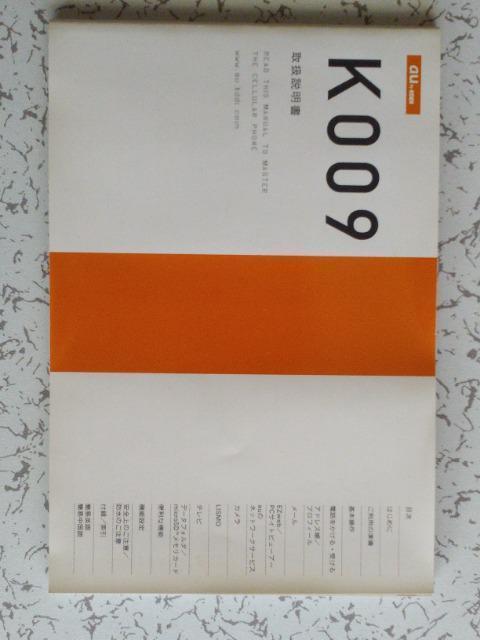 au by KDDI
K009
取扱説明書
READ THIS MANUAL TO MASTER
THE CELLULAR PHONE
www.au.kddi.com
目次
はじめに
ご利用の準備
基本操作
電話をかける・受ける
アドレス帳／
プロフィール
メール
EZweb／
PCサイトビューアー
auの
ネットワークサービス
カメラ
LISMO
テレビ
データフォルダ／
microSD™メモリカード
便利な機能
機能設定
安全上のご注意／
防水のご注意
付録／索引
簡易英語
簡易中国語